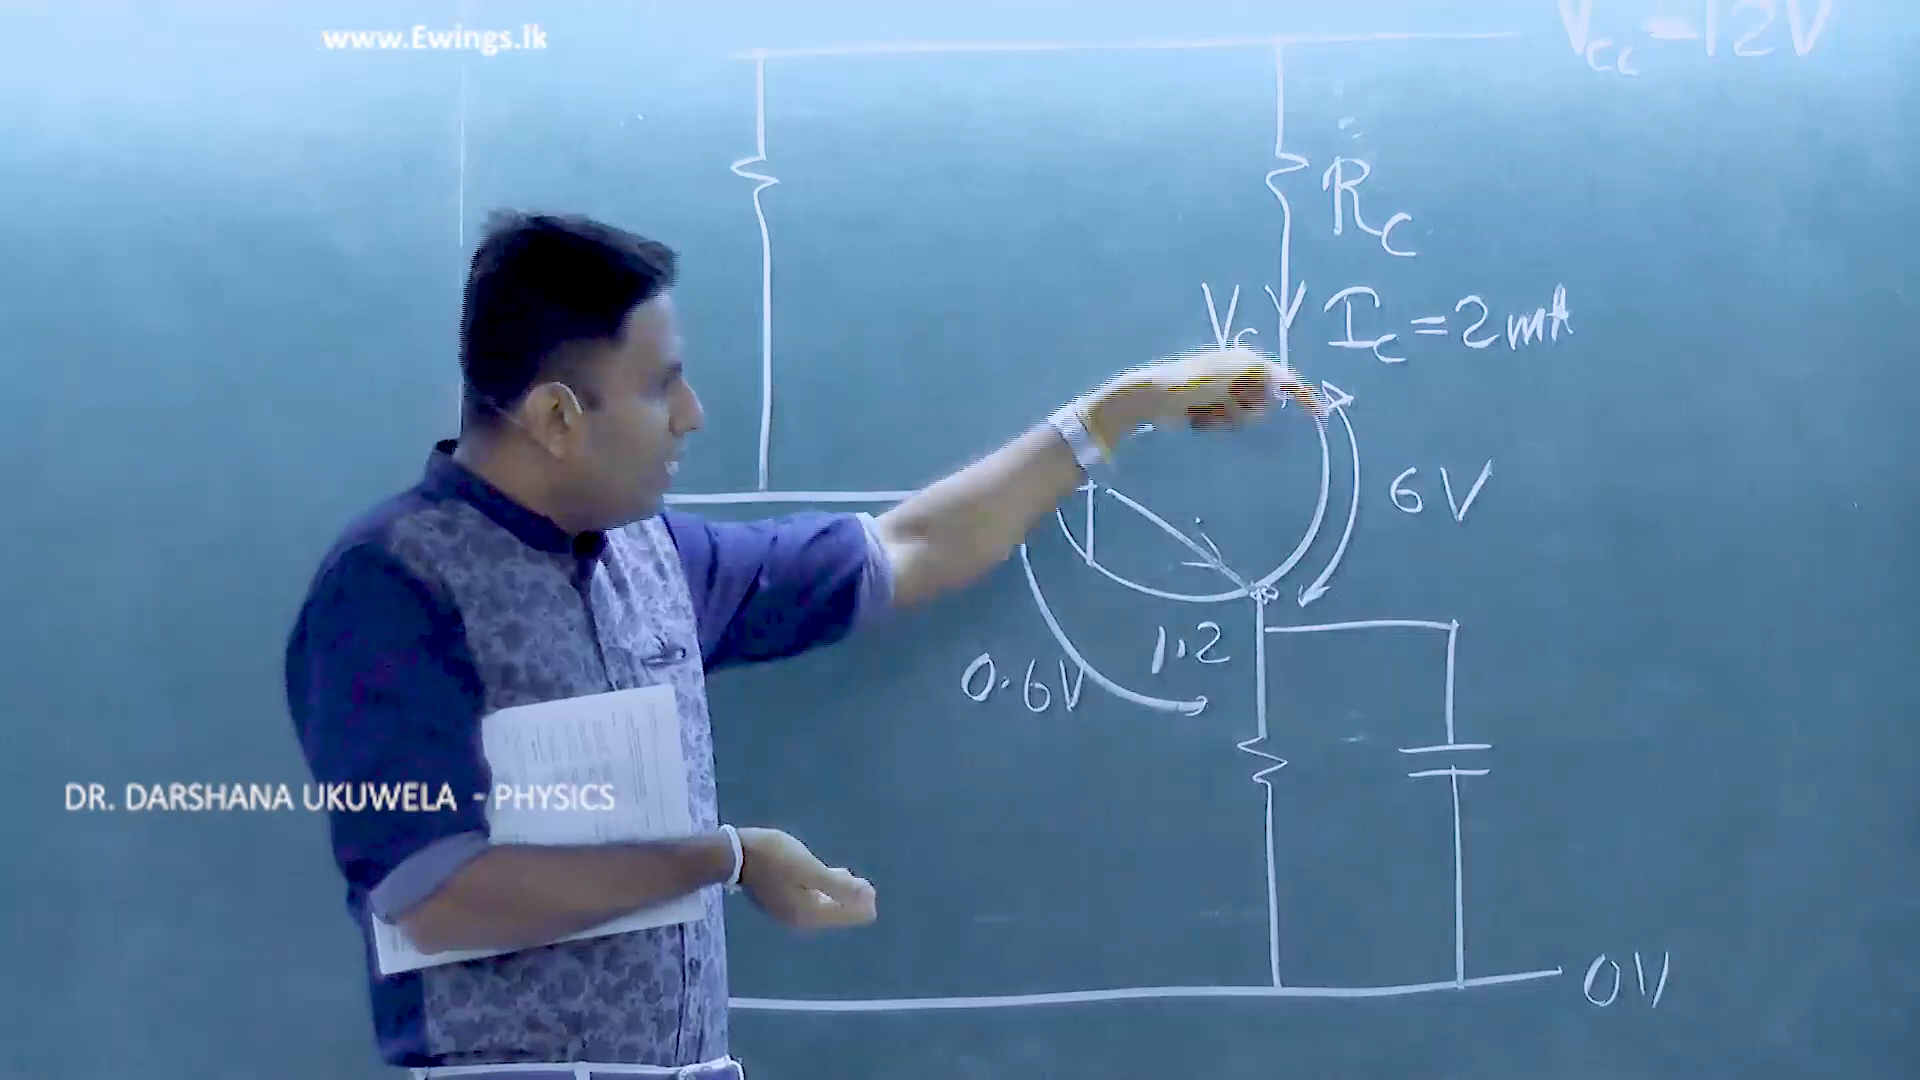 www.Ewings.lk
Vcc = 12V
Rc
Vc
Ic = 2mA
6V
1.2
0.6V
DR. DARSHANA UKUWELA - PHYSICS
0V